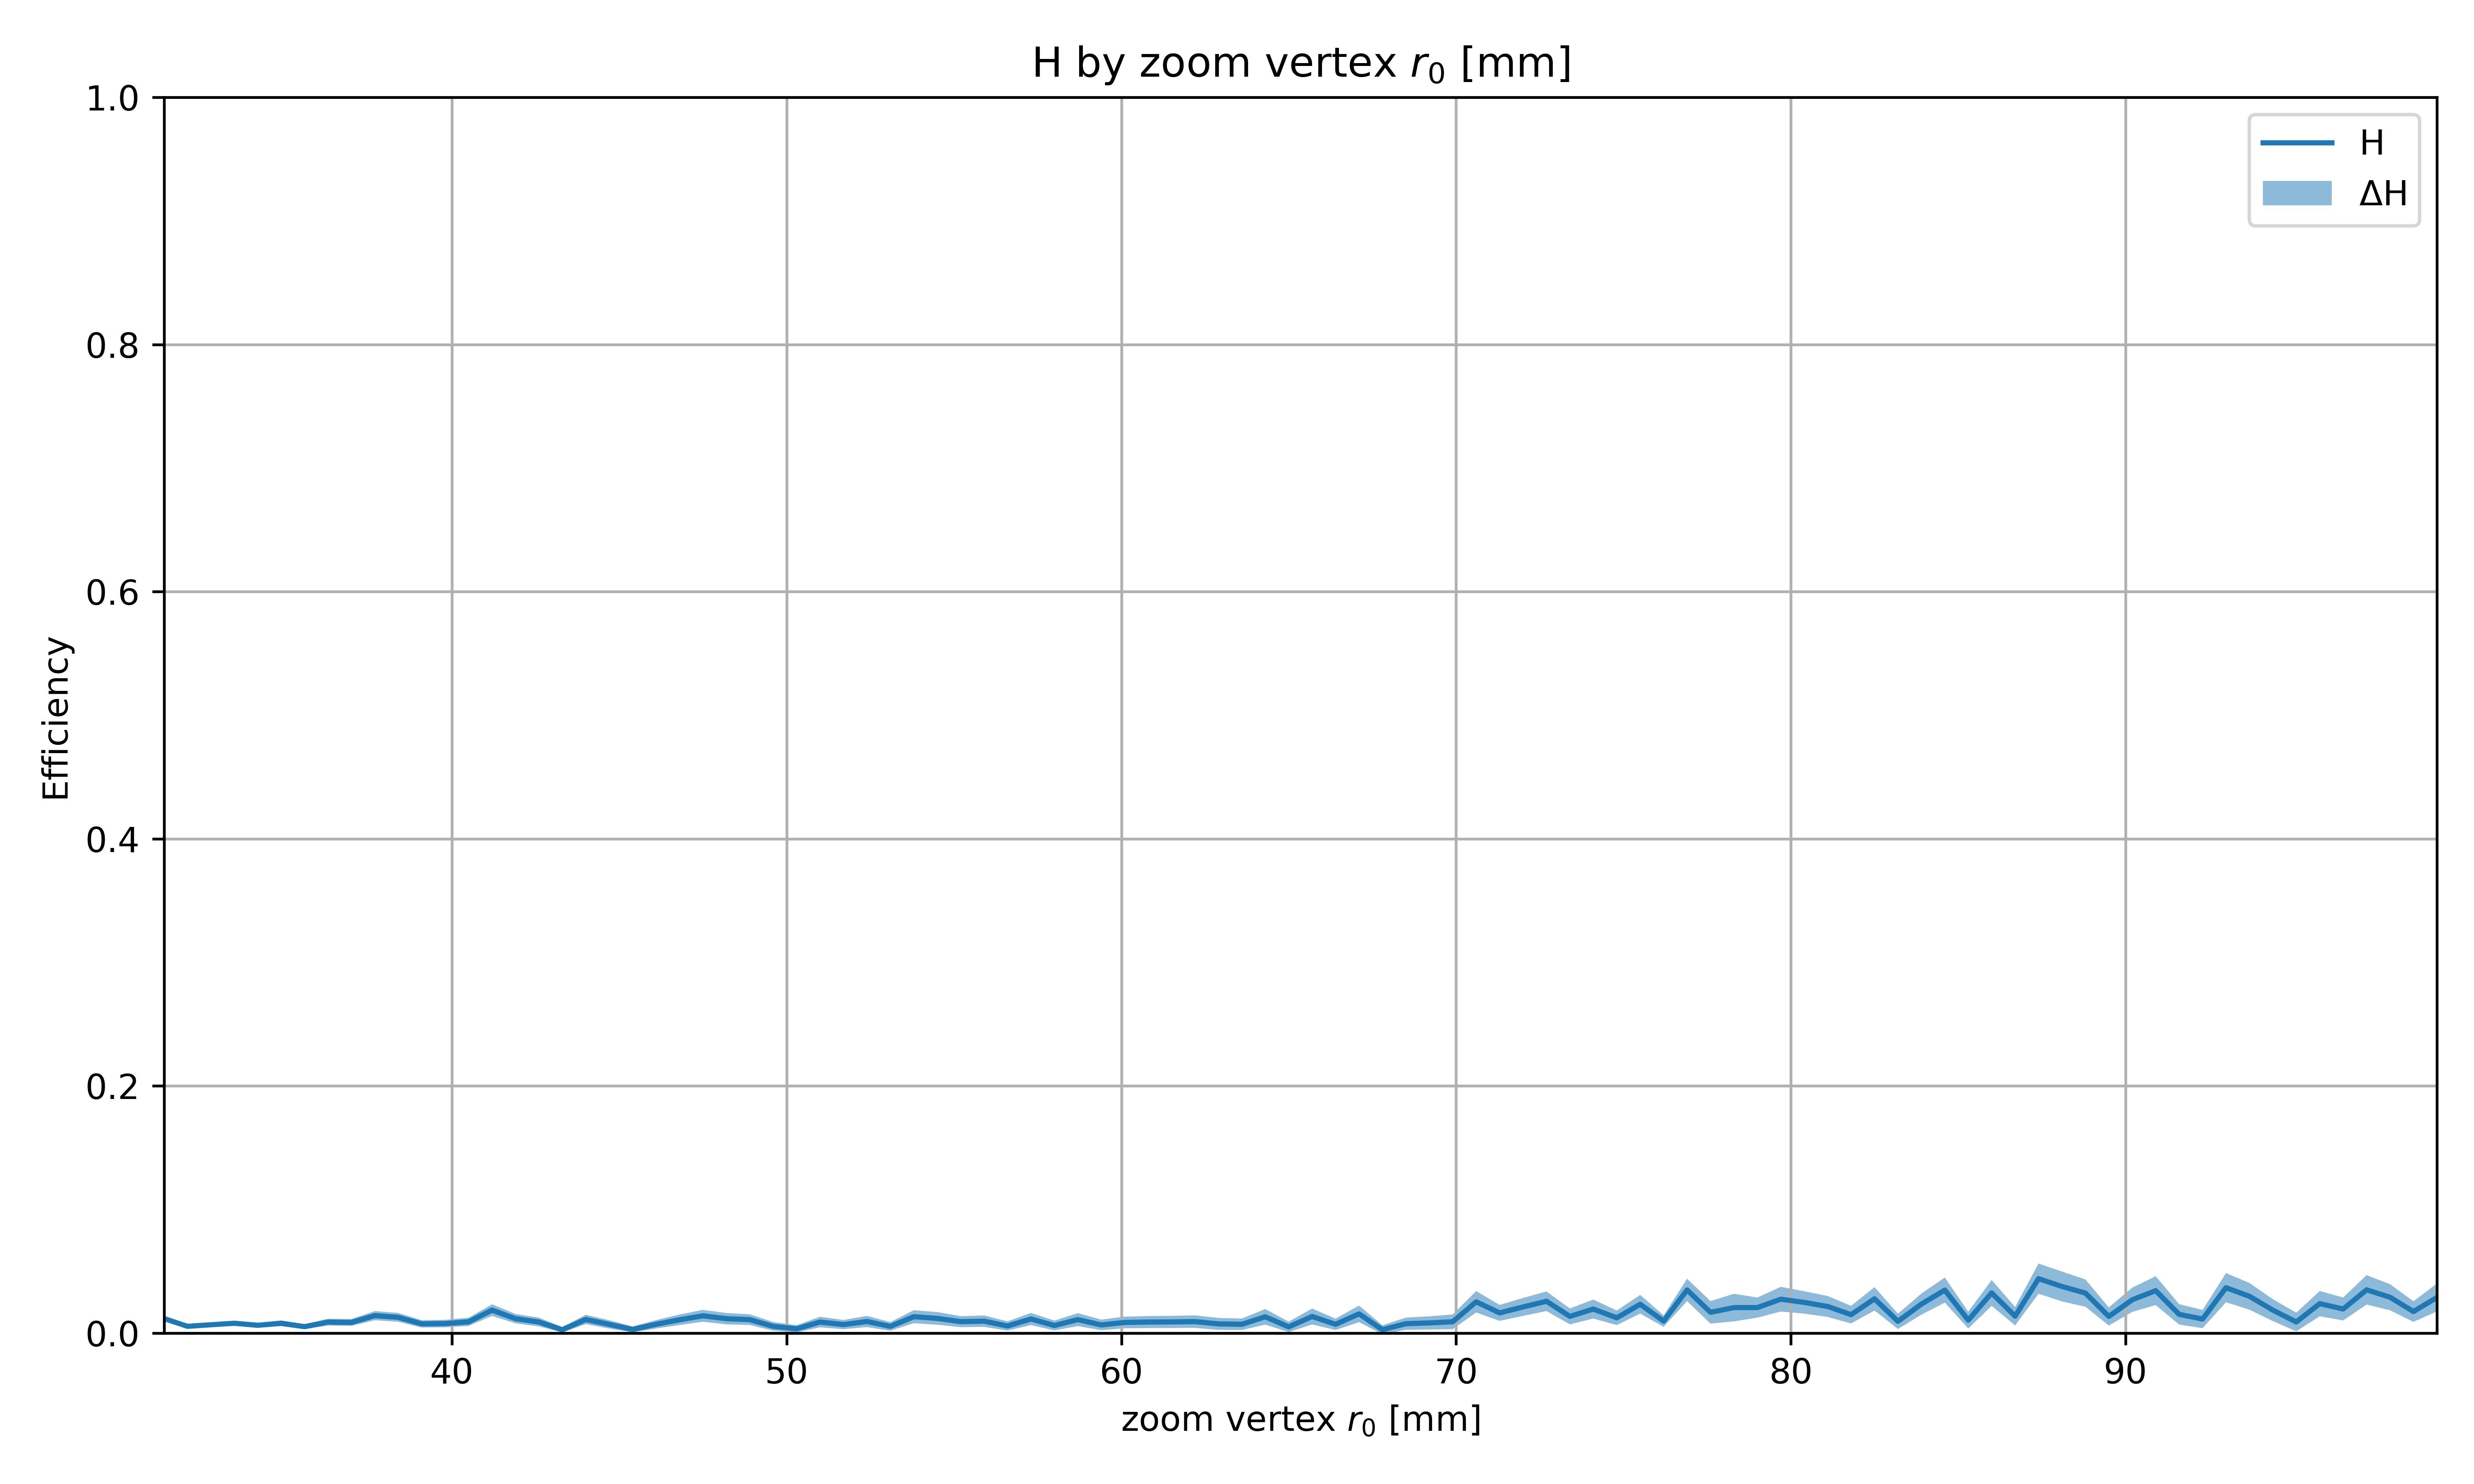 H by zoom vertex r₀ [mm]
H
ΔH
1.0
0.8
0.6
0.4
0.2
0.0
Efficiency
40 50 60 70 80 90
zoom vertex r₀ [mm]